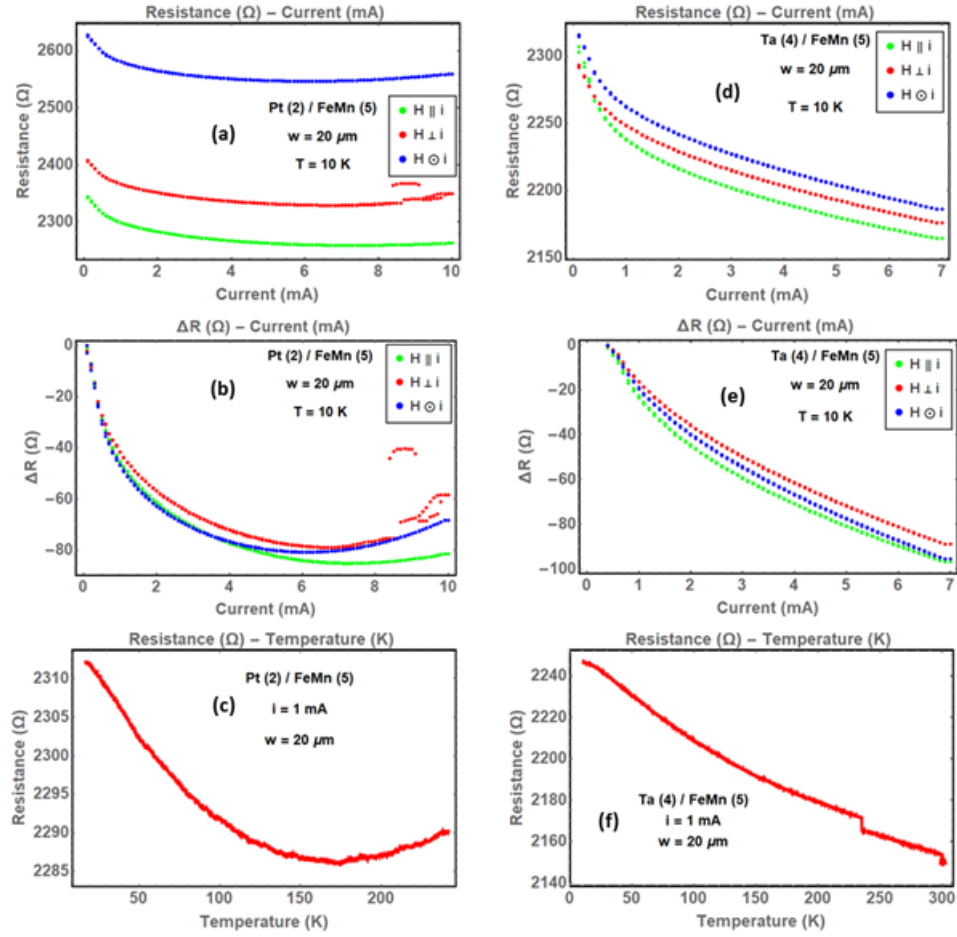 Resistance (Ω) – Current (mA)
Resistance (Ω)
2600
2500
2400
2300
0
2
4
6
8
10
Current (mA)
(a)
Pt (2) / FeMn (5)
w = 20 µm
T = 10 K
H || i
H ⊥ i
H ⊙ i
Resistance (Ω) – Current (mA)
Resistance (Ω)
2300
2250
2200
2150
0
1
2
3
4
5
6
7
Current (mA)
Ta (4) / FeMn (5)
w = 20 µm
(d)
T = 10 K
H || i
H ⊥ i
H ⊙ i
ΔR (Ω) – Current (mA)
ΔR (Ω)
0
−20
−40
−60
−80
0
2
4
6
8
10
Current (mA)
(b)
Pt (2) / FeMn (5)
w = 20 µm
T = 10 K
H || i
H ⊥ i
H ⊙ i
ΔR (Ω) – Current (mA)
ΔR (Ω)
0
−20
−40
−60
−80
−100
0
1
2
3
4
5
6
7
Current (mA)
Ta (4) / FeMn (5)
w = 20 µm
(e)
T = 10 K
H || i
H ⊥ i
H ⊙ i
Resistance (Ω) – Temperature (K)
Resistance (Ω)
2310
2305
2300
2295
2290
2285
50
100
150
200
Temperature (K)
Pt (2) / FeMn (5)
(c)
i = 1 mA
w = 20 µm
Resistance (Ω) – Temperature (K)
Resistance (Ω)
2240
2220
2200
2180
2160
2140
0
50
100
150
200
250
300
Temperature (K)
Ta (4) / FeMn (5)
(f)
i = 1 mA
w = 20 µm